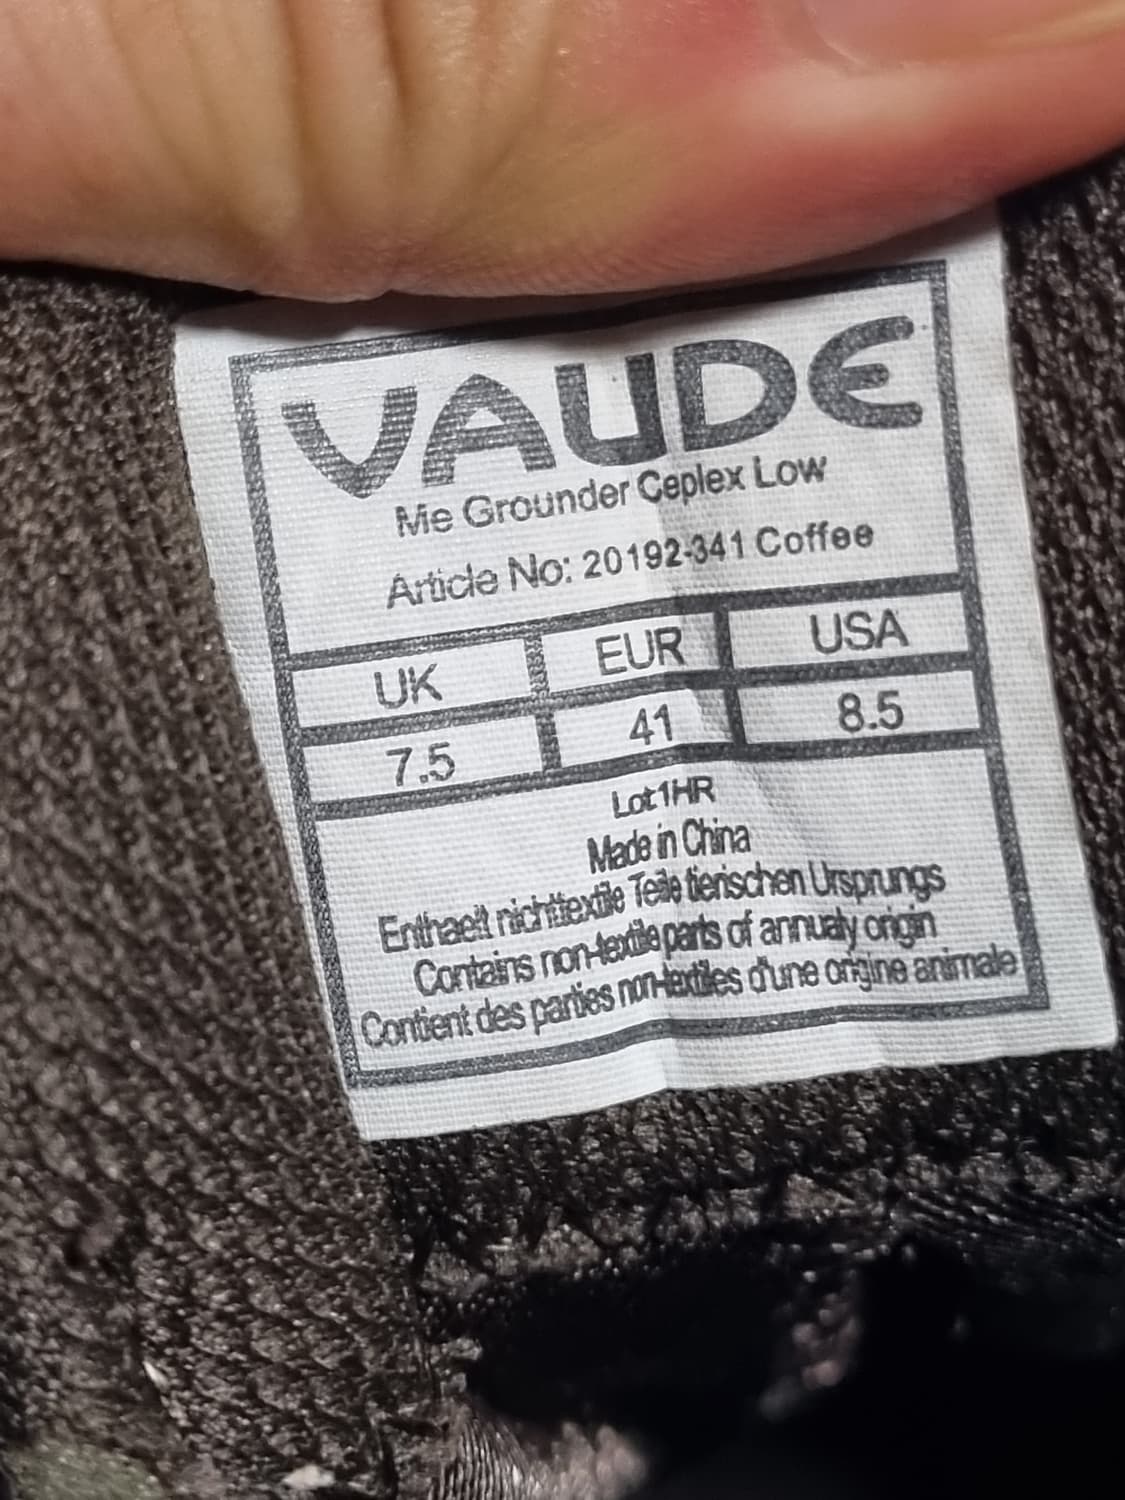 VAUDE
Me Grounder Ceplex Low
Article No: 20192-341 Coffee
UK EUR USA
7.5 41 8.5
Lot1HR
Made in China
Enthaelt nichttextile Teile tierischen Ursprungs
Contains non-textile parts of annualy origin
Contient des parties non-textiles d'une origine animale